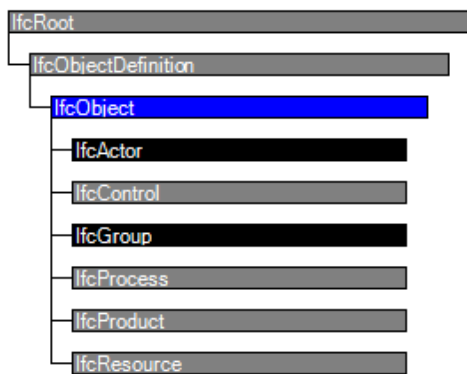 IfcRoot
IfcObjectDefinition
IfcObject
IfcActor
IfcControl
IfcGroup
IfcProcess
IfcProduct
IfcResource